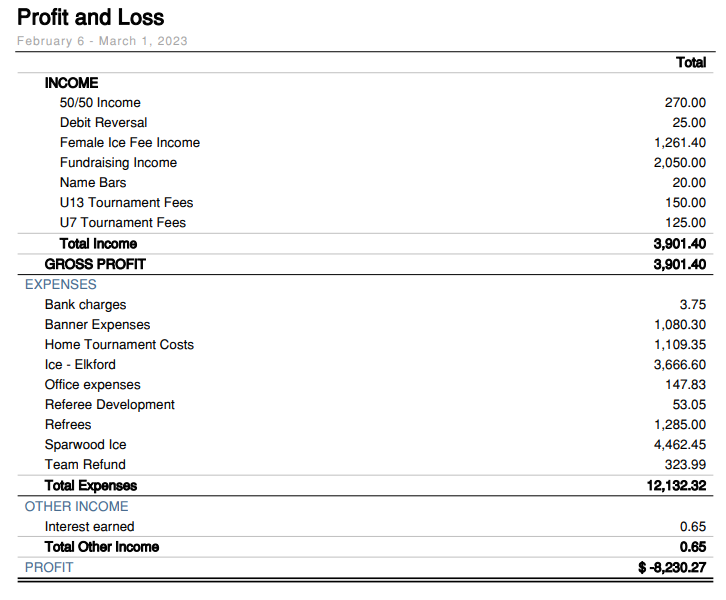 Profit and Loss
February 6 - March 1, 2023
Total
INCOME
50/50 Income 270.00
Debit Reversal 25.00
Female Ice Fee Income 1,261.40
Fundraising Income 2,050.00
Name Bars 20.00
U13 Tournament Fees 150.00
U7 Tournament Fees 125.00
Total Income 3,901.40
GROSS PROFIT 3,901.40
EXPENSES
Bank charges 3.75
Banner Expenses 1,080.30
Home Tournament Costs 1,109.35
Ice - Elkford 3,666.60
Office expenses 147.83
Referee Development 53.05
Refrees 1,285.00
Sparwood Ice 4,462.45
Team Refund 323.99
Total Expenses 12,132.32
OTHER INCOME
Interest earned 0.65
Total Other Income 0.65
PROFIT $ -8,230.27